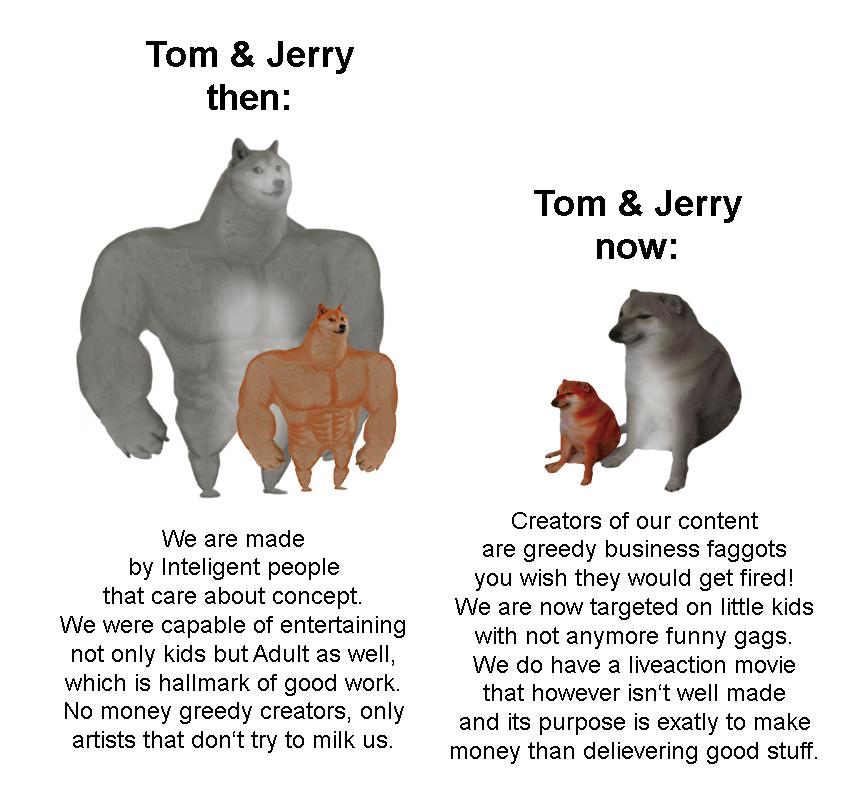 Tom & Jerry
then:
Tom & Jerry
now:
We are made
by Inteligent people
that care about concept.
We were capable of entertaining
not only kids but Adult as well,
which is hallmark of good work.
No money greedy creators, only
artists that don't try to milk us.
Creators of our content
are greedy business faggots
you wish they would get fired!
We are now targeted on little kids
with not anymore funny gags.
We do have a liveaction movie
that however isn't well made
and its purpose is exatly to make
money than delievering good stuff.